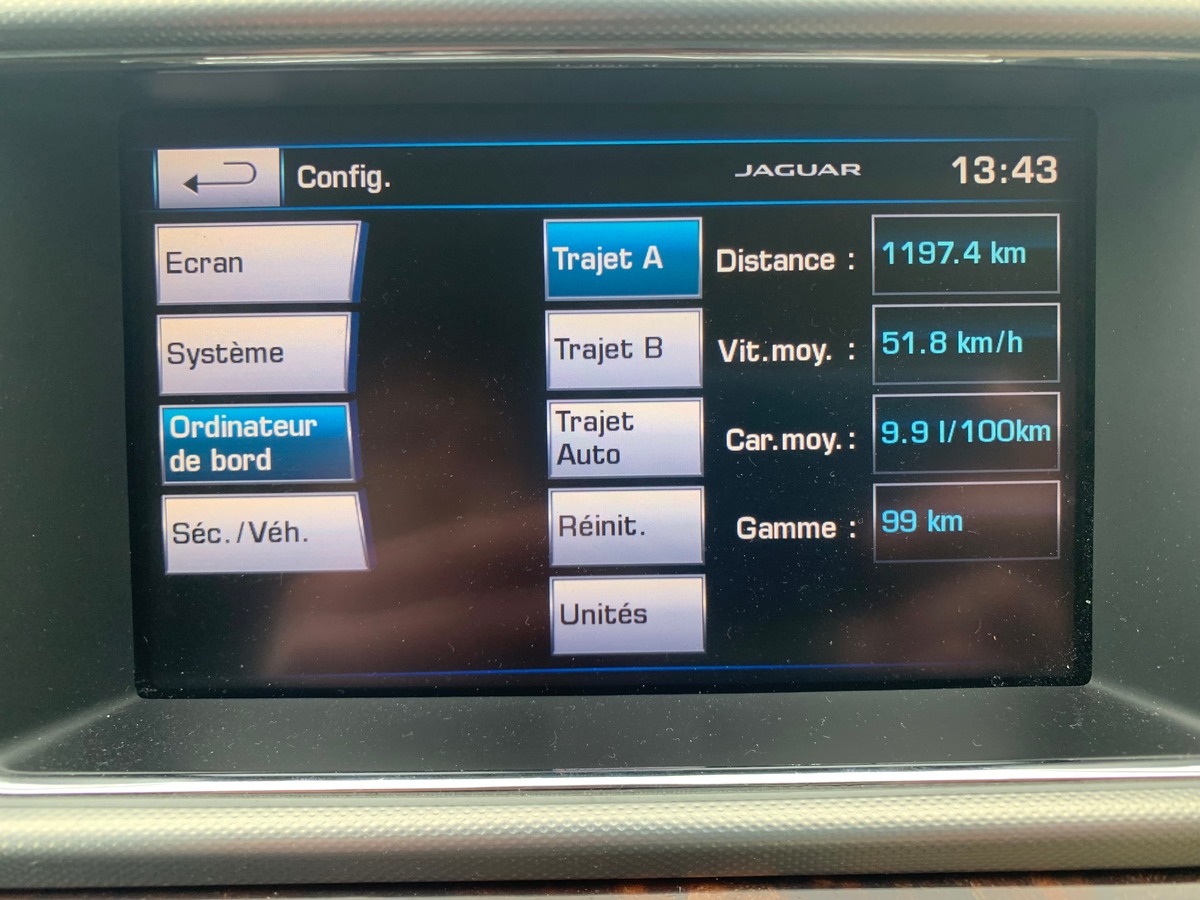 Config.
JAGUAR
13:43
Ecran
Système
Ordinateur
de bord
Séc./Véh.
Trajet A
Trajet B
Trajet
Auto
Réinit.
Unités
Distance : 1197.4 km
Vit.moy. : 51.8 km/h
Car.moy.: 9.9 l/100km
Gamme : 99 km